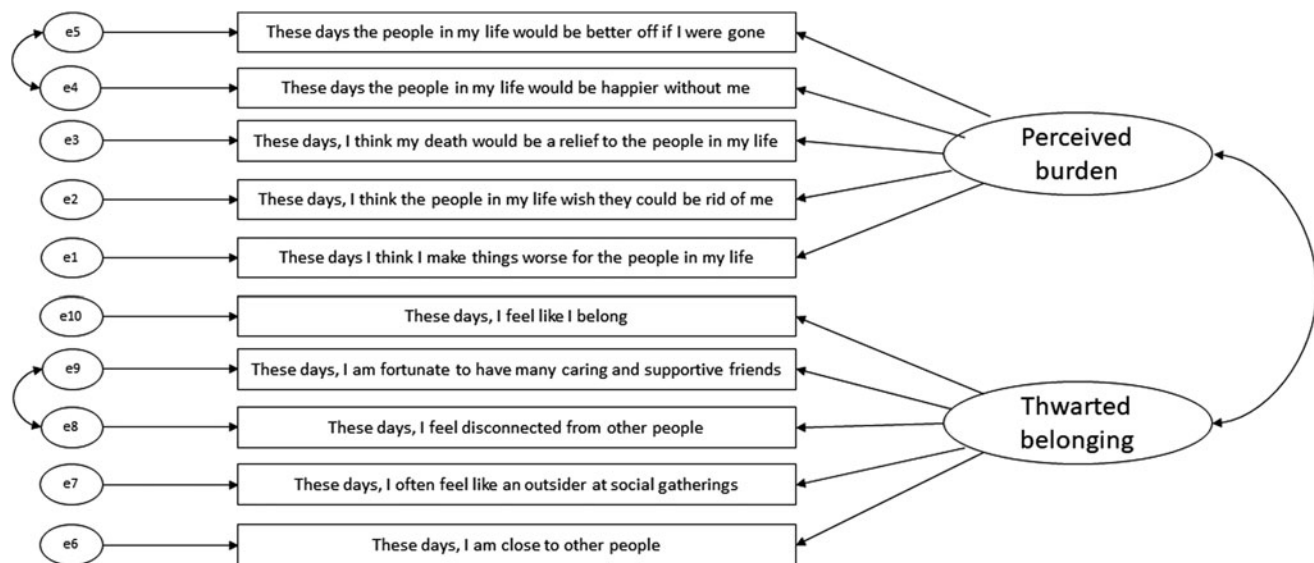 e5
These days the people in my life would be better off if I were gone
e4
These days the people in my life would be happier without me
e3
These days, I think my death would be a relief to the people in my life
e2
These days, I think the people in my life wish they could be rid of me
e1
These days I think I make things worse for the people in my life
Perceived
burden
e10
These days, I feel like I belong
e9
These days, I am fortunate to have many caring and supportive friends
e8
These days, I feel disconnected from other people
e7
These days, I often feel like an outsider at social gatherings
e6
These days, I am close to other people
Thwarted
belonging